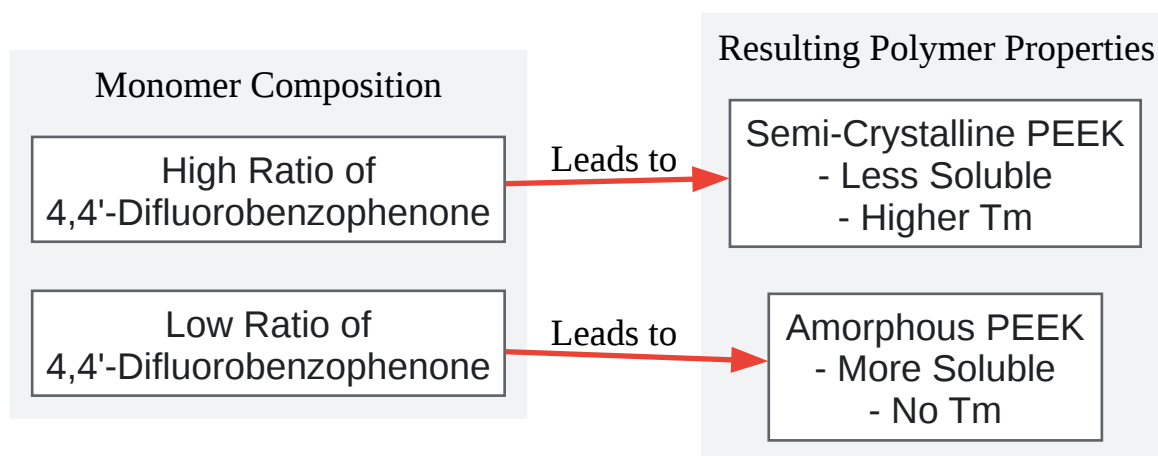 Monomer Composition
High Ratio of
4,4'-Difluorobenzophenone
Low Ratio of
4,4'-Difluorobenzophenone
Leads to
Leads to
Resulting Polymer Properties
Semi-Crystalline PEEK
- Less Soluble
- Higher Tm
Amorphous PEEK
- More Soluble
- No Tm